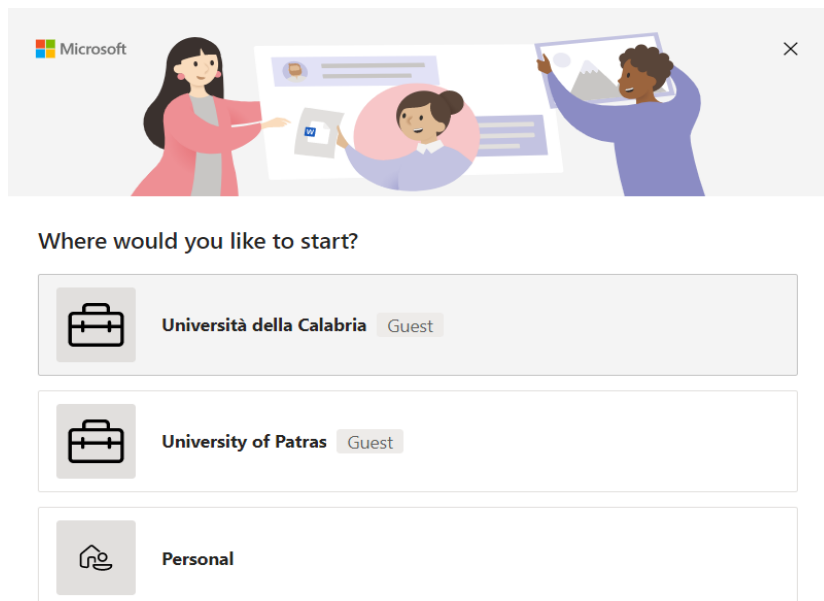 Microsoft
W
Where would you like to start?
Università della Calabria Guest
University of Patras Guest
Personal